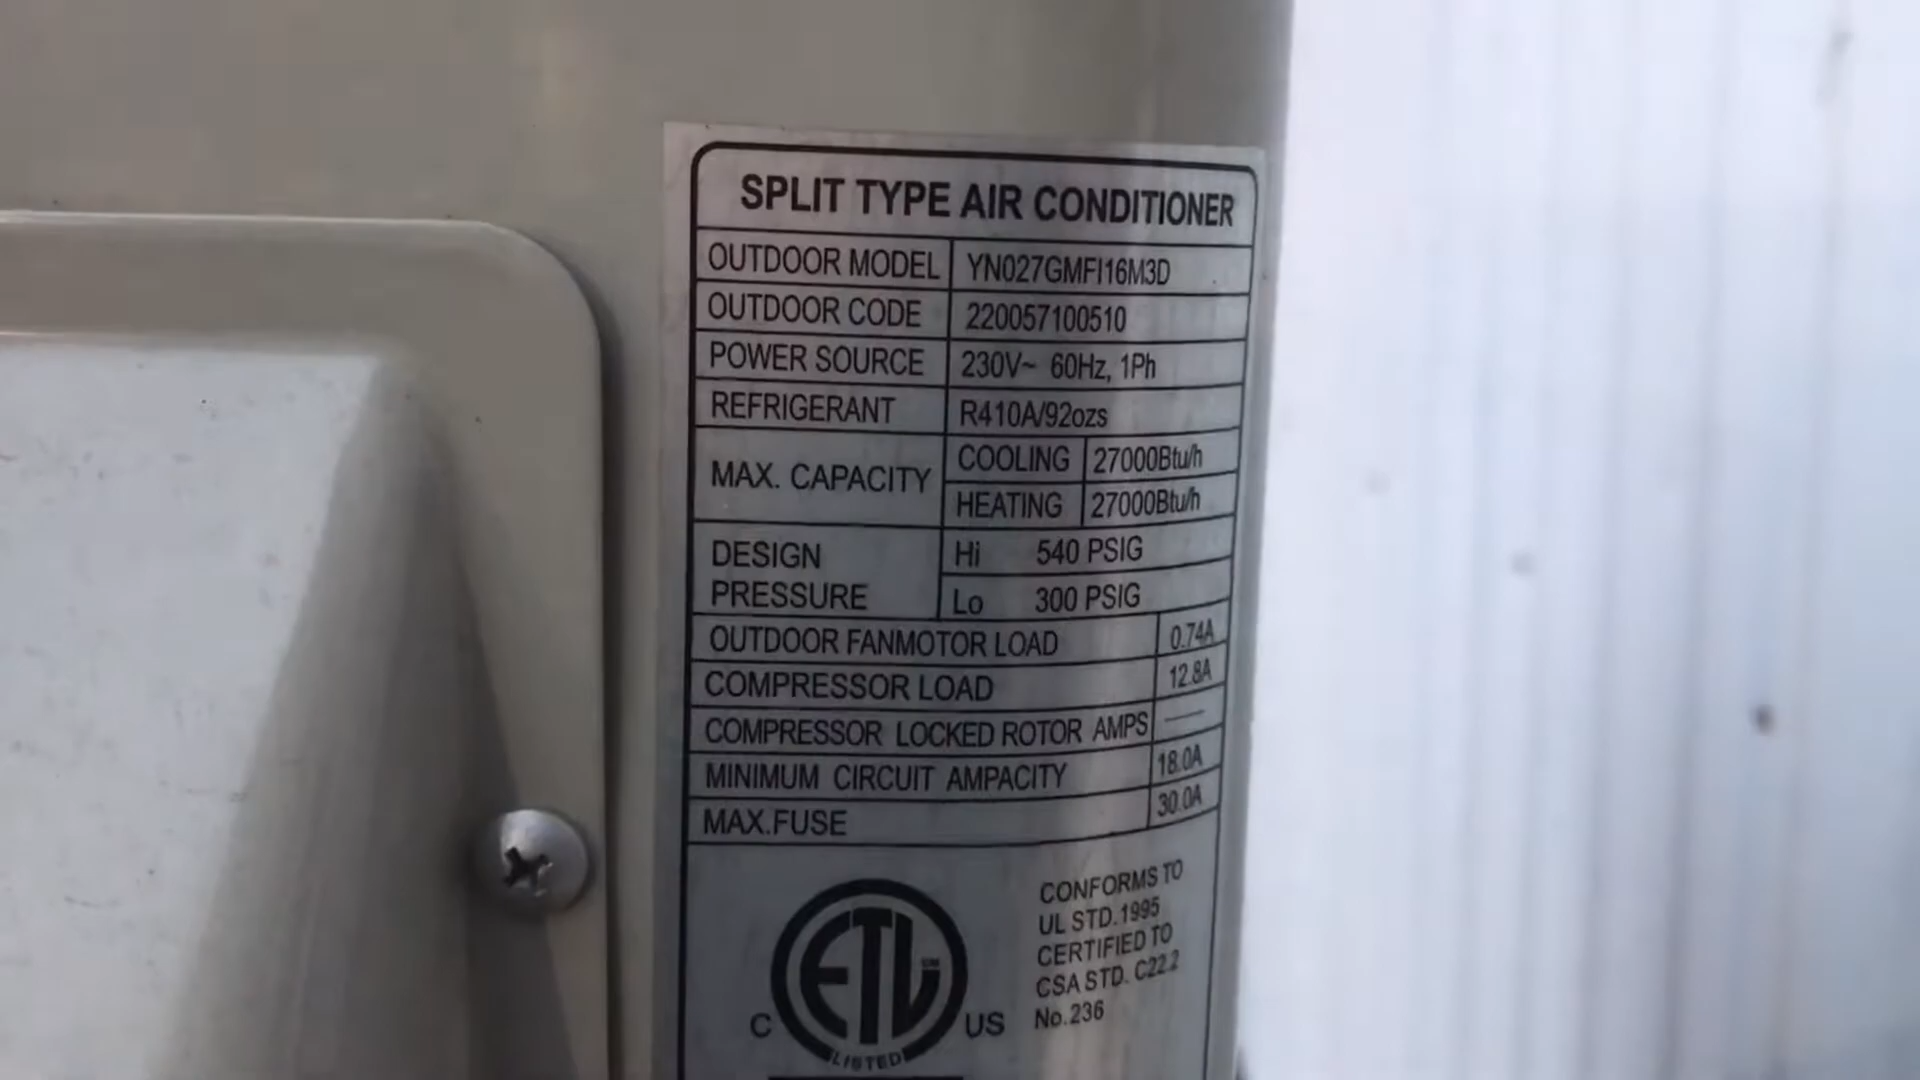 SPLIT TYPE AIR CONDITIONER
OUTDOOR MODEL YN027GMFI16M3D
OUTDOOR CODE 220057100510
POWER SOURCE 230V~ 60Hz, 1Ph
REFRIGERANT R410A/92ozs
MAX. CAPACITY COOLING 27000Btu/h
HEATING 27000Btu/h
DESIGN PRESSURE Hi 540 PSIG
Lo 300 PSIG
OUTDOOR FANMOTOR LOAD 0.74A
COMPRESSOR LOAD 12.8A
COMPRESSOR LOCKED ROTOR AMPS —
MINIMUM CIRCUIT AMPACITY 18.0A
MAX.FUSE 30.0A
CONFORMS TO
UL STD.1995
CERTIFIED TO
CSA STD. C22.2
No.236
C ETL US
SM
LISTED